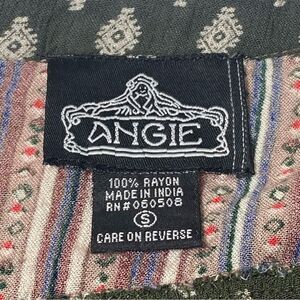 ANGIE
100% RAYON
MADE IN INDIA
RN#060508
S
CARE ON REVERSE